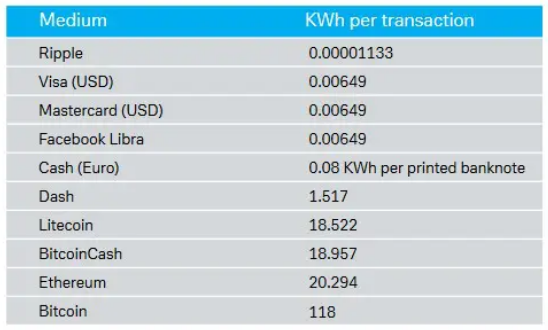 Medium KWh per transaction
Ripple 0.00001133
Visa (USD) 0.00649
Mastercard (USD) 0.00649
Facebook Libra 0.00649
Cash (Euro) 0.08 KWh per printed banknote
Dash 1.517
Litecoin 18.522
BitcoinCash 18.957
Ethereum 20.294
Bitcoin 118